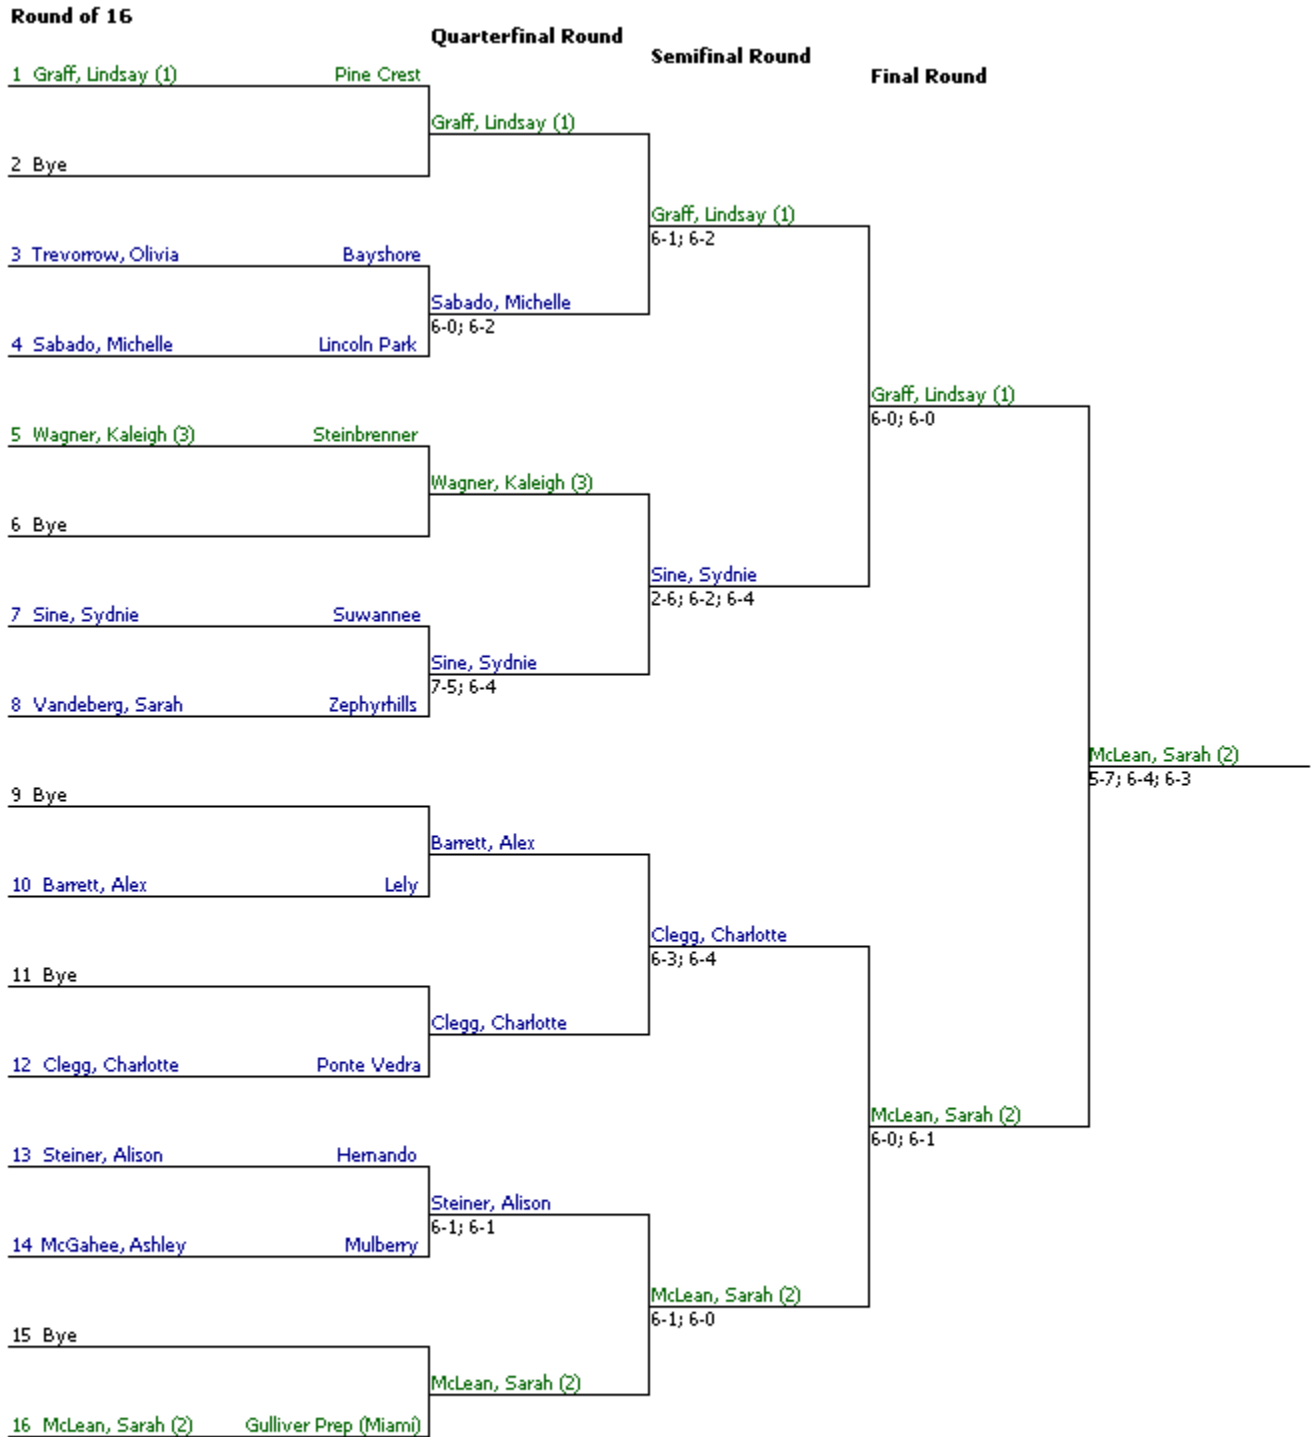 Round of 16
Quarterfinal Round
Semifinal Round
Final Round
1 Graff, Lindsay (1) Pine Crest
Graff, Lindsay (1)
2 Bye
Graff, Lindsay (1)
6-1; 6-2
3 Trevorrow, Olivia Bayshore
Sabado, Michelle
6-0; 6-2
4 Sabado, Michelle Lincoln Park
Graff, Lindsay (1)
6-0; 6-0
5 Wagner, Kaleigh (3) Steinbrenner
Wagner, Kaleigh (3)
6 Bye
Sine, Sydnie
2-6; 6-2; 6-4
7 Sine, Sydnie Suwannee
Sine, Sydnie
7-5; 6-4
8 Vandeberg, Sarah Zephyrhills
McLean, Sarah (2)
5-7; 6-4; 6-3
9 Bye
Barrett, Alex
10 Barrett, Alex Lely
Clegg, Charlotte
6-3; 6-4
11 Bye
Clegg, Charlotte
12 Clegg, Charlotte Ponte Vedra
McLean, Sarah (2)
6-0; 6-1
13 Steiner, Alison Hernando
Steiner, Alison
6-1; 6-1
14 McGahee, Ashley Mulberry
McLean, Sarah (2)
6-1; 6-0
15 Bye
McLean, Sarah (2)
16 McLean, Sarah (2) Gulliver Prep (Miami)